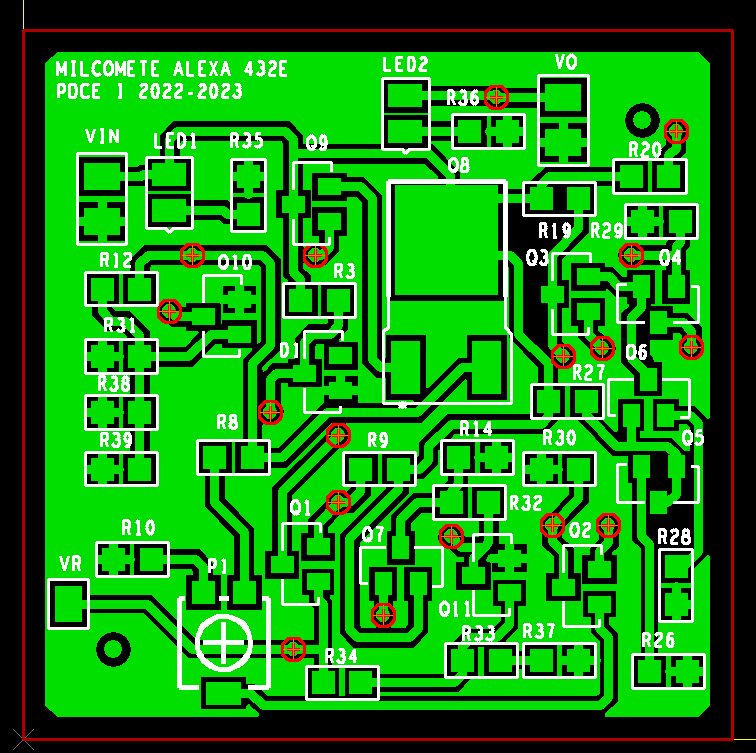 MILCOMETE ALEXA 432E
PDCE 1 2022-2023
LED2
VO
R36
VIN
LED1
R35
Q9
R20
Q8
R19
R29
R12
Q10
R3
Q3
Q4
R31
D1
Q6
R27
R38
R8
R9
R14
R30
Q5
R39
Q1
R32
R10
Q7
Q2
R28
VR
P1
Q11
R33
R37
R26
R34